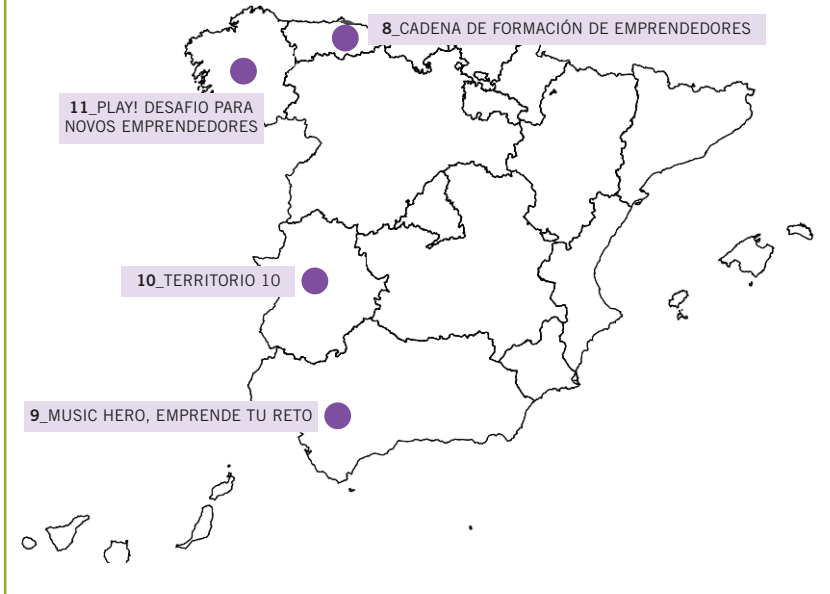 8_CADENA DE FORMACIÓN DE EMPRENDEDORES
11_PLAY! DESAFIO PARA
NOVOS EMPRENDEDORES
10_TERRITORIO 10
9_MUSIC HERO, EMPRENDE TU RETO